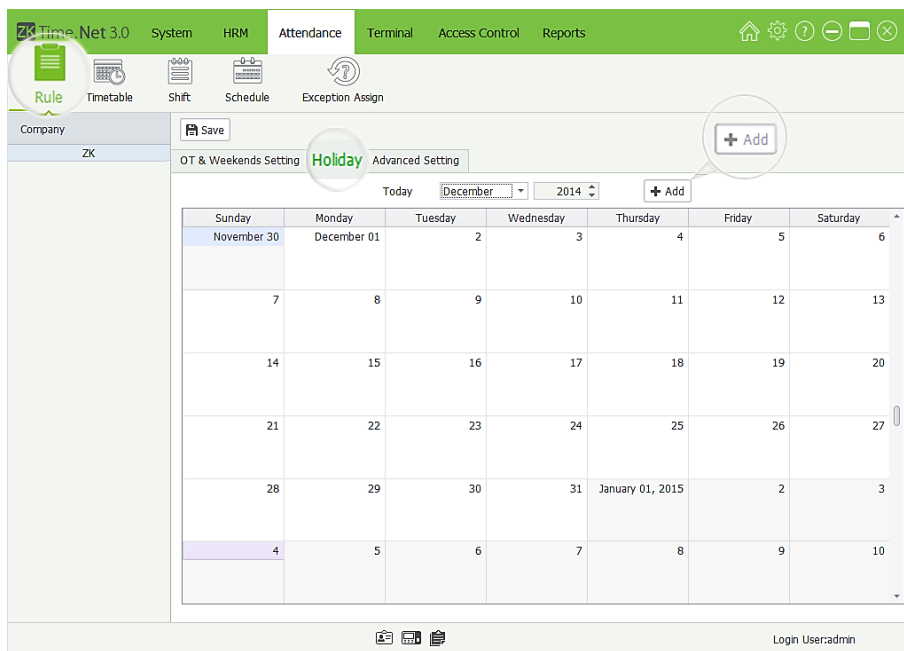 ZK Time.Net 3.0 System HRM Attendance Terminal Access Control Reports
Rule Timetable Shift Schedule Exception Assign
Company
Save
+ Add
ZK
OT & Weekends Setting Holiday Advanced Setting
Today December 2014 + Add
Sunday Monday Tuesday Wednesday Thursday Friday Saturday
November 30 December 01 2 3 4 5 6
7 8 9 10 11 12 13
14 15 16 17 18 19 20
21 22 23 24 25 26 27
28 29 30 31 January 01, 2015 2 3
4 5 6 7 8 9 10
Login User:admin